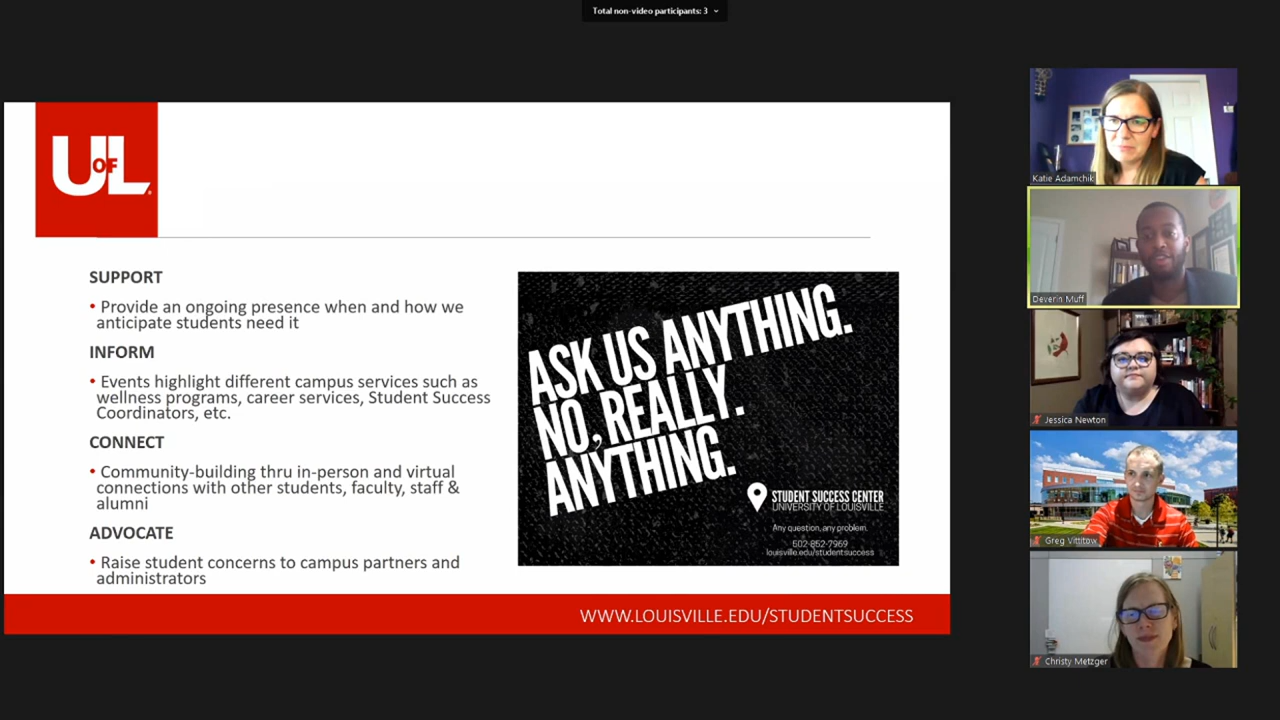 Total non-video participants: 3
UofL
SUPPORT
• Provide an ongoing presence when and how we
anticipate students need it
INFORM
• Events highlight different campus services such as
wellness programs, career services, Student Success
Coordinators, etc.
CONNECT
• Community-building thru in-person and virtual
connections with other students, faculty, staff &
alumni
ADVOCATE
• Raise student concerns to campus partners and
administrators
ASK US ANYTHING.
NO, REALLY.
ANYTHING.
STUDENT SUCCESS CENTER
UNIVERSITY OF LOUISVILLE
Any question, any problem.
502-852-7969
louisville.edu/studentsuccess
WWW.LOUISVILLE.EDU/STUDENTSUCCESS
Katie Adamchik
Deverin Muff
Jessica Newton
Greg Vittitow
Christy Metzger